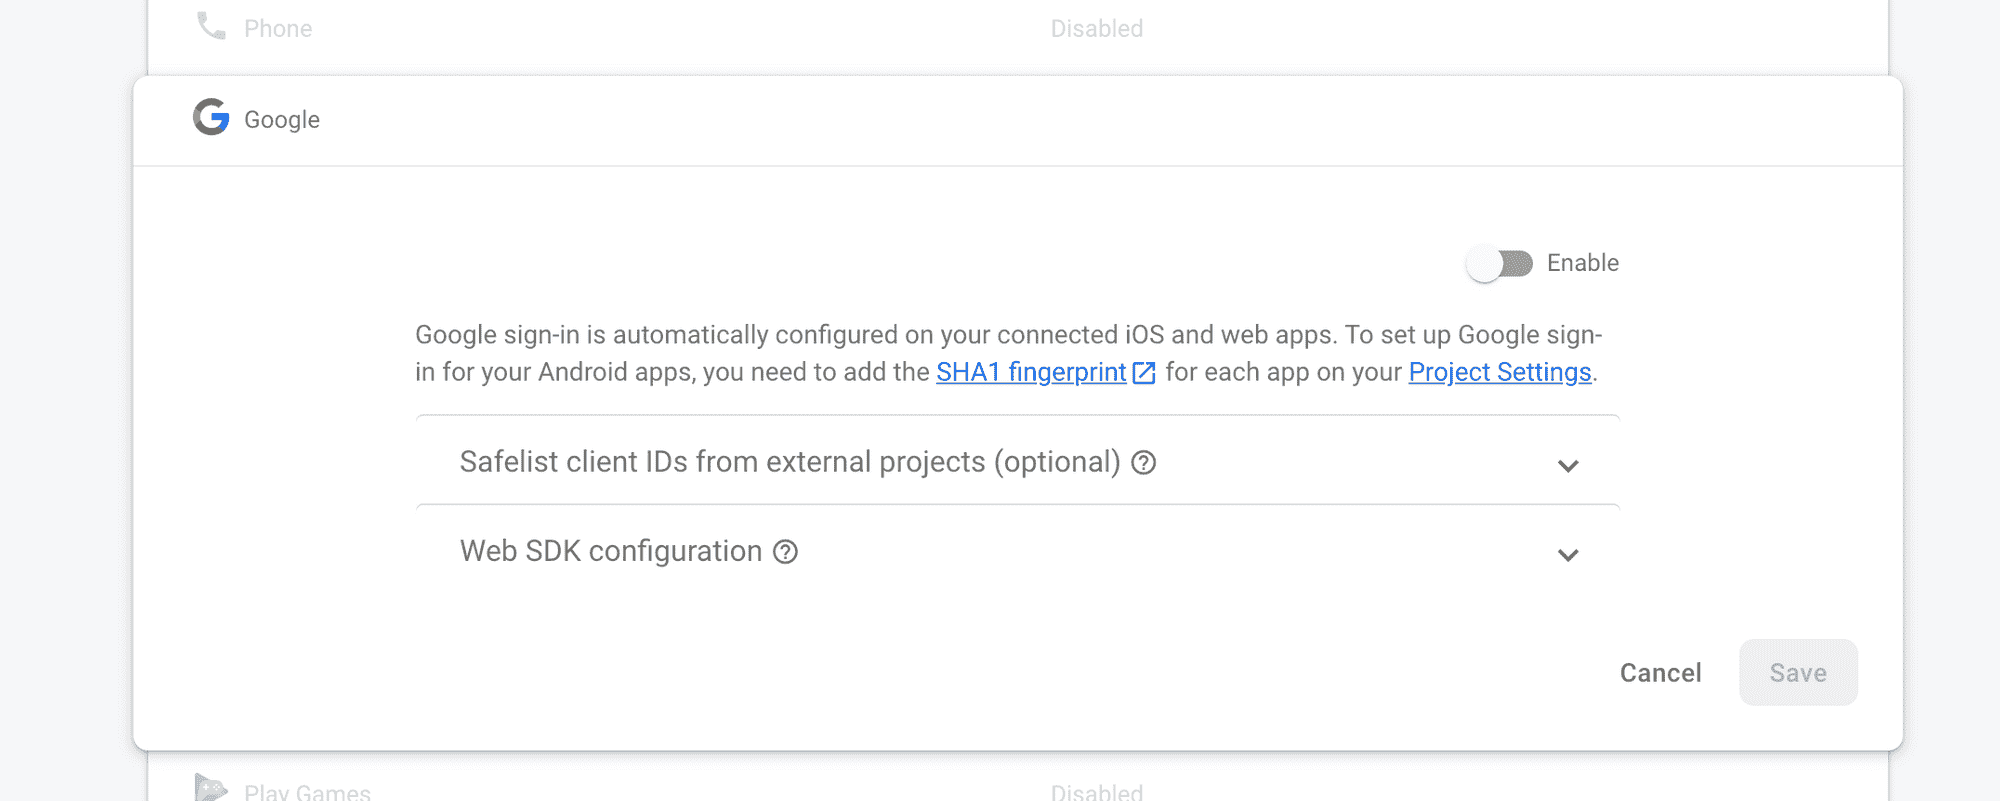 Phone Disabled
Google
Enable
Google sign-in is automatically configured on your connected iOS and web apps. To set up Google sign-
in for your Android apps, you need to add the SHA1 fingerprint for each app on your Project Settings.
Safelist client IDs from external projects (optional)
Web SDK configuration
Cancel Save
Play Games Disabled